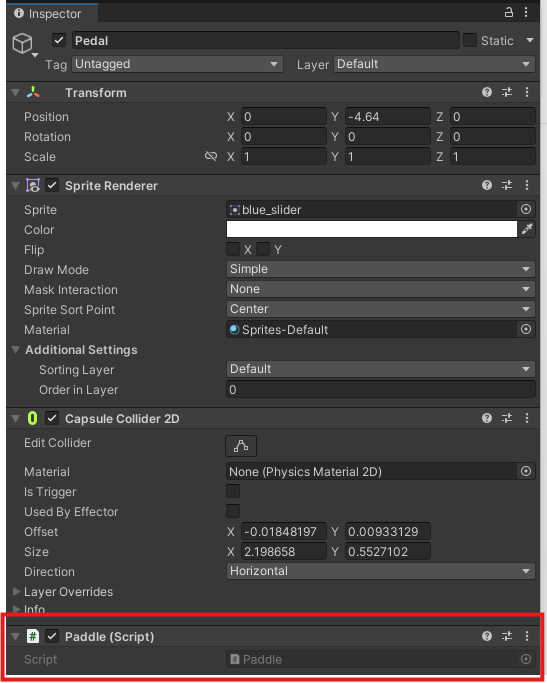 Inspector
Pedal Static
Tag Untagged Layer Default
Transform
Position X 0 Y -4.64 Z 0
Rotation X 0 Y 0 Z 0
Scale X 1 Y 1 Z 1
Sprite Renderer
Sprite blue_slider
Color
Flip X Y
Draw Mode Simple
Mask Interaction None
Sprite Sort Point Center
Material Sprites-Default
Additional Settings
Sorting Layer Default
Order in Layer 0
Capsule Collider 2D
Edit Collider
Material None (Physics Material 2D)
Is Trigger
Used By Effector
Offset X -0.01848197 Y 0.00933129
Size X 2.198658 Y 0.5527102
Direction Horizontal
Layer Overrides
Info
# Paddle (Script)
Script Paddle